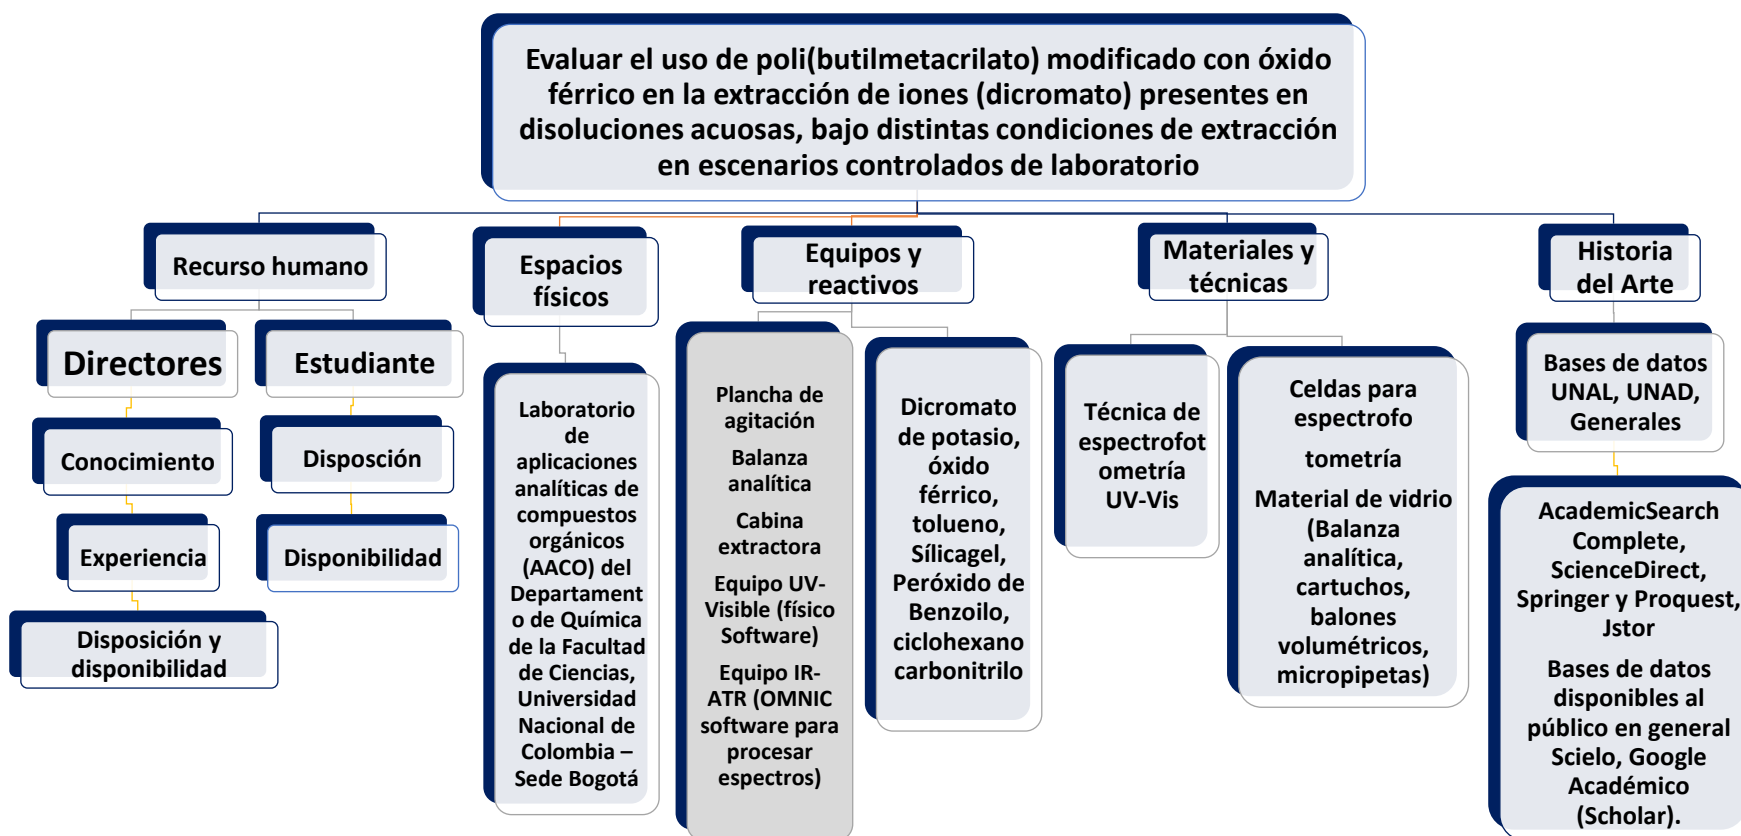 Evaluar el uso de poli(butilmetacrilato) modificado con óxido
férrico en la extracción de iones (dicromato) presentes en
disoluciones acuosas, bajo distintas condiciones de extracción
en escenarios controlados de laboratorio
Recurso humano
Directores
Conocimiento
Experiencia
Disposición y
disponibilidad
Estudiante
Disposción
Disponibilidad
Espacios
físicos
Laboratorio
de
aplicaciones
analíticas de
compuestos
orgánicos
(AACO) del
Departament
o de Química
de la Facultad
de Ciencias,
Universidad
Nacional de
Colombia –
Sede Bogotá
Equipos y
reactivos
Plancha de
agitación
Balanza
analítica
Cabina
extractora
Equipo UV-
Visible (físico
Software)
Equipo IR-
ATR (OMNIC
software para
procesar
espectros)
Dicromato
de potasio,
óxido
férrico,
tolueno,
Sílicagel,
Peróxido de
Benzoilo,
ciclohexano
carbonitrilo
Materiales y
técnicas
Técnica de
espectrofot
ometría
UV-Vis
Celdas para
espectrofo
tometría
Material de vidrio
(Balanza
analítica,
cartuchos,
balones
volumétricos,
micropipetas)
Historia
del Arte
Bases de datos
UNAL, UNAD,
Generales
AcademicSearch
Complete,
ScienceDirect,
Springer y Proquest,
Jstor
Bases de datos
disponibles al
público en general
Scielo, Google
Académico
(Scholar).